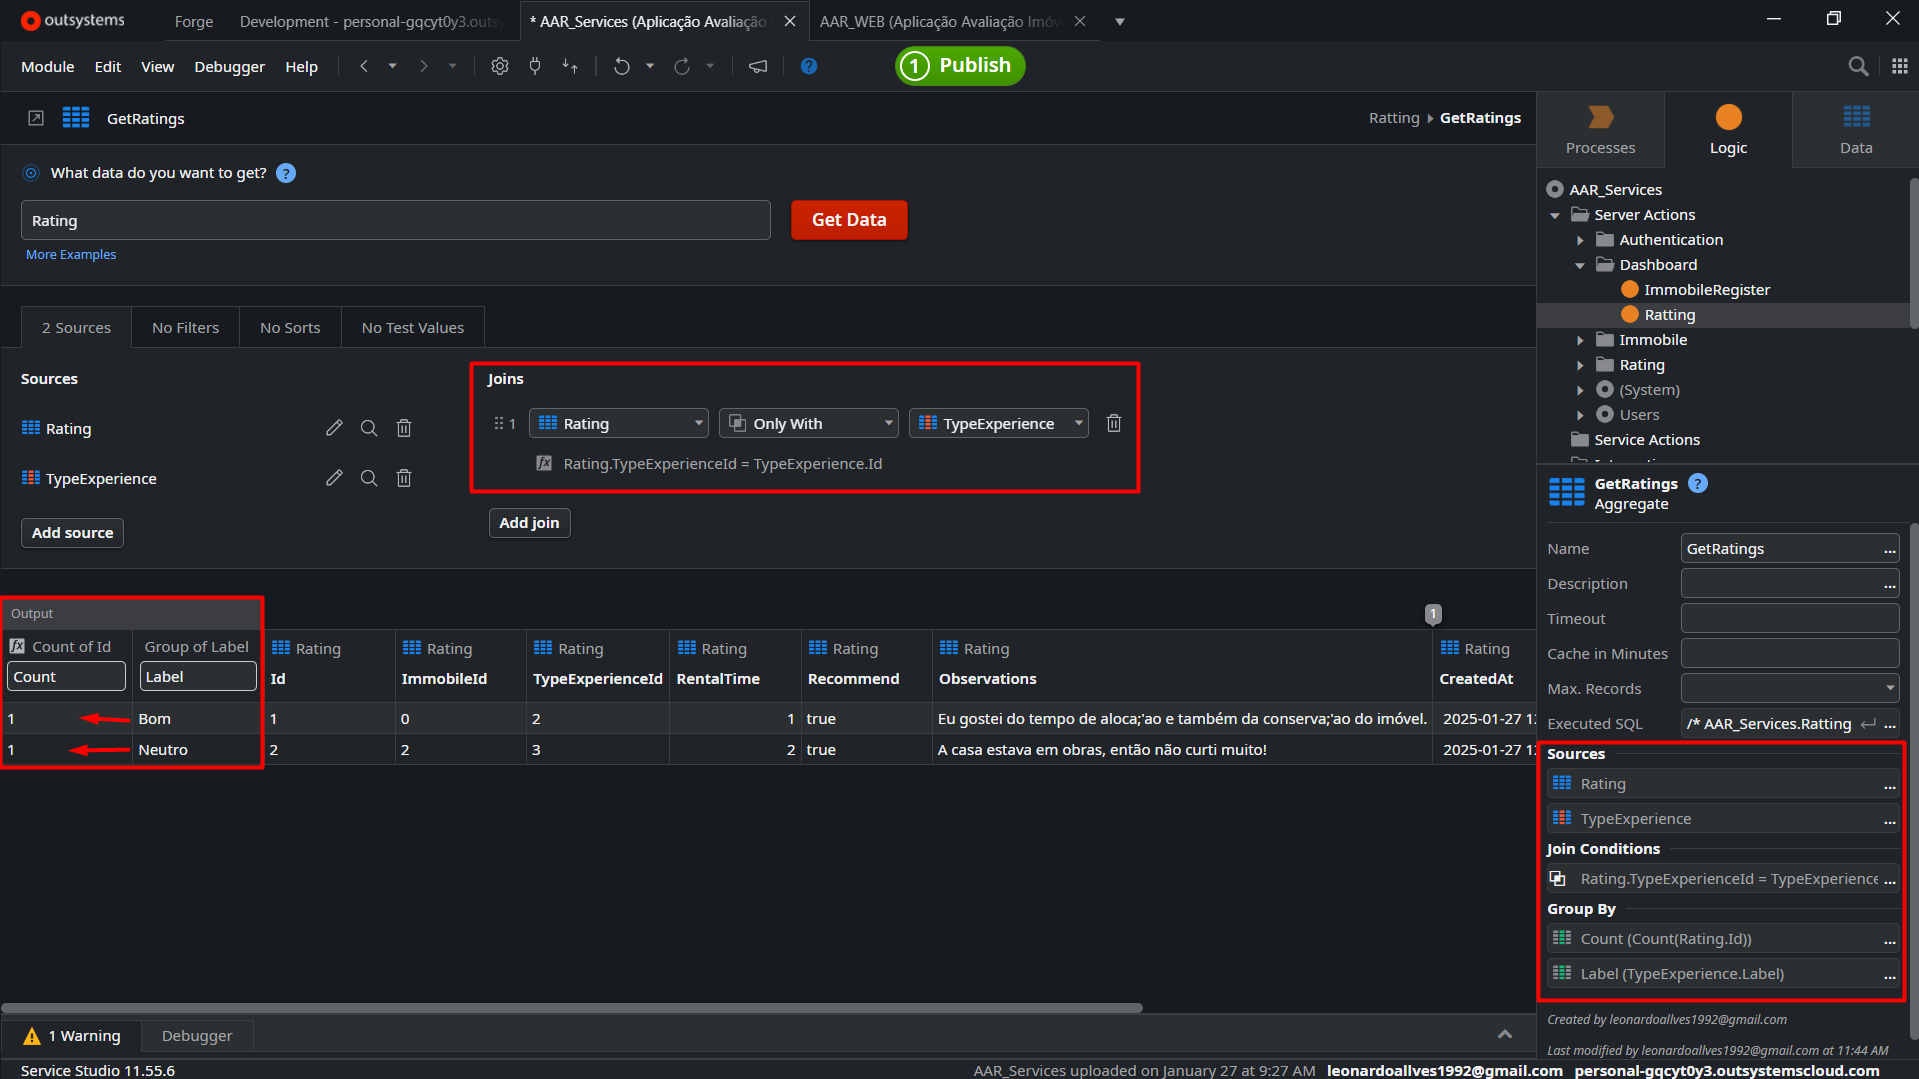 outsystems
Forge
Development - personal-gqcyt0y3.outsy
* AAR_Services (Aplicação Avaliação
AAR_WEB (Aplicação Avaliação Imóv
Module Edit View Debugger Help
1 Publish
GetRatings
Ratting GetRatings
What data do you want to get? ?
Rating
Get Data
More Examples
2 Sources No Filters No Sorts No Test Values
Sources
Rating
TypeExperience
Add source
Joins
1 Rating Only With TypeExperience
Rating.TypeExperienceId = TypeExperience.Id
Add join
Output
1
Count of Id Group of Label Rating Rating Rating Rating Rating Rating Rating
Count Label Id ImmobileId TypeExperienceId RentalTime Recommend Observations CreatedAt
1 Bom 1 0 2 1 true Eu gostei do tempo de aloca;'ao e também da conserva;'ao do imóvel. 2025-01-27 12
1 Neutro 2 2 3 2 true A casa estava em obras, então não curti muito! 2025-01-27 12
Processes Logic Data
AAR_Services
Server Actions
Authentication
Dashboard
ImmobileRegister
Ratting
Immobile
Rating
(System)
Users
Service Actions
GetRatings ?
Aggregate
Name GetRatings ...
Description ...
Timeout
Cache in Minutes
Max. Records
Executed SQL /* AAR_Services.Ratting ...
Sources
Rating ...
TypeExperience ...
Join Conditions
Rating.TypeExperienceId = TypeExperience ...
Group By
Count (Count(Rating.Id)) ...
Label (TypeExperience.Label) ...
Created by leonardoallves1992@gmail.com
Last modified by leonardoallves1992@gmail.com at 11:44 AM
1 Warning Debugger
Service Studio 11.55.6
AAR_Services uploaded on January 27 at 9:27 AM leonardoallves1992@gmail.com personal-gqcyt0y3.outsystemscloud.com